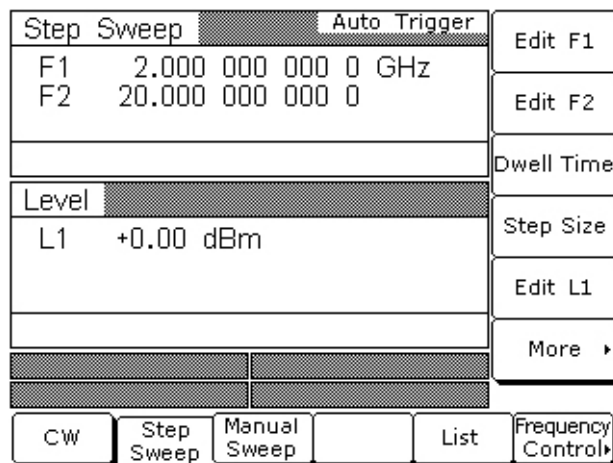 Step Sweep
Auto Trigger
F1 2.000 000 000 0 GHz
F2 20.000 000 000 0
Level
L1 +0.00 dBm
Edit F1
Edit F2
Dwell Time
Step Size
Edit L1
More
CW
Step Sweep
Manual Sweep
List
Frequency Control